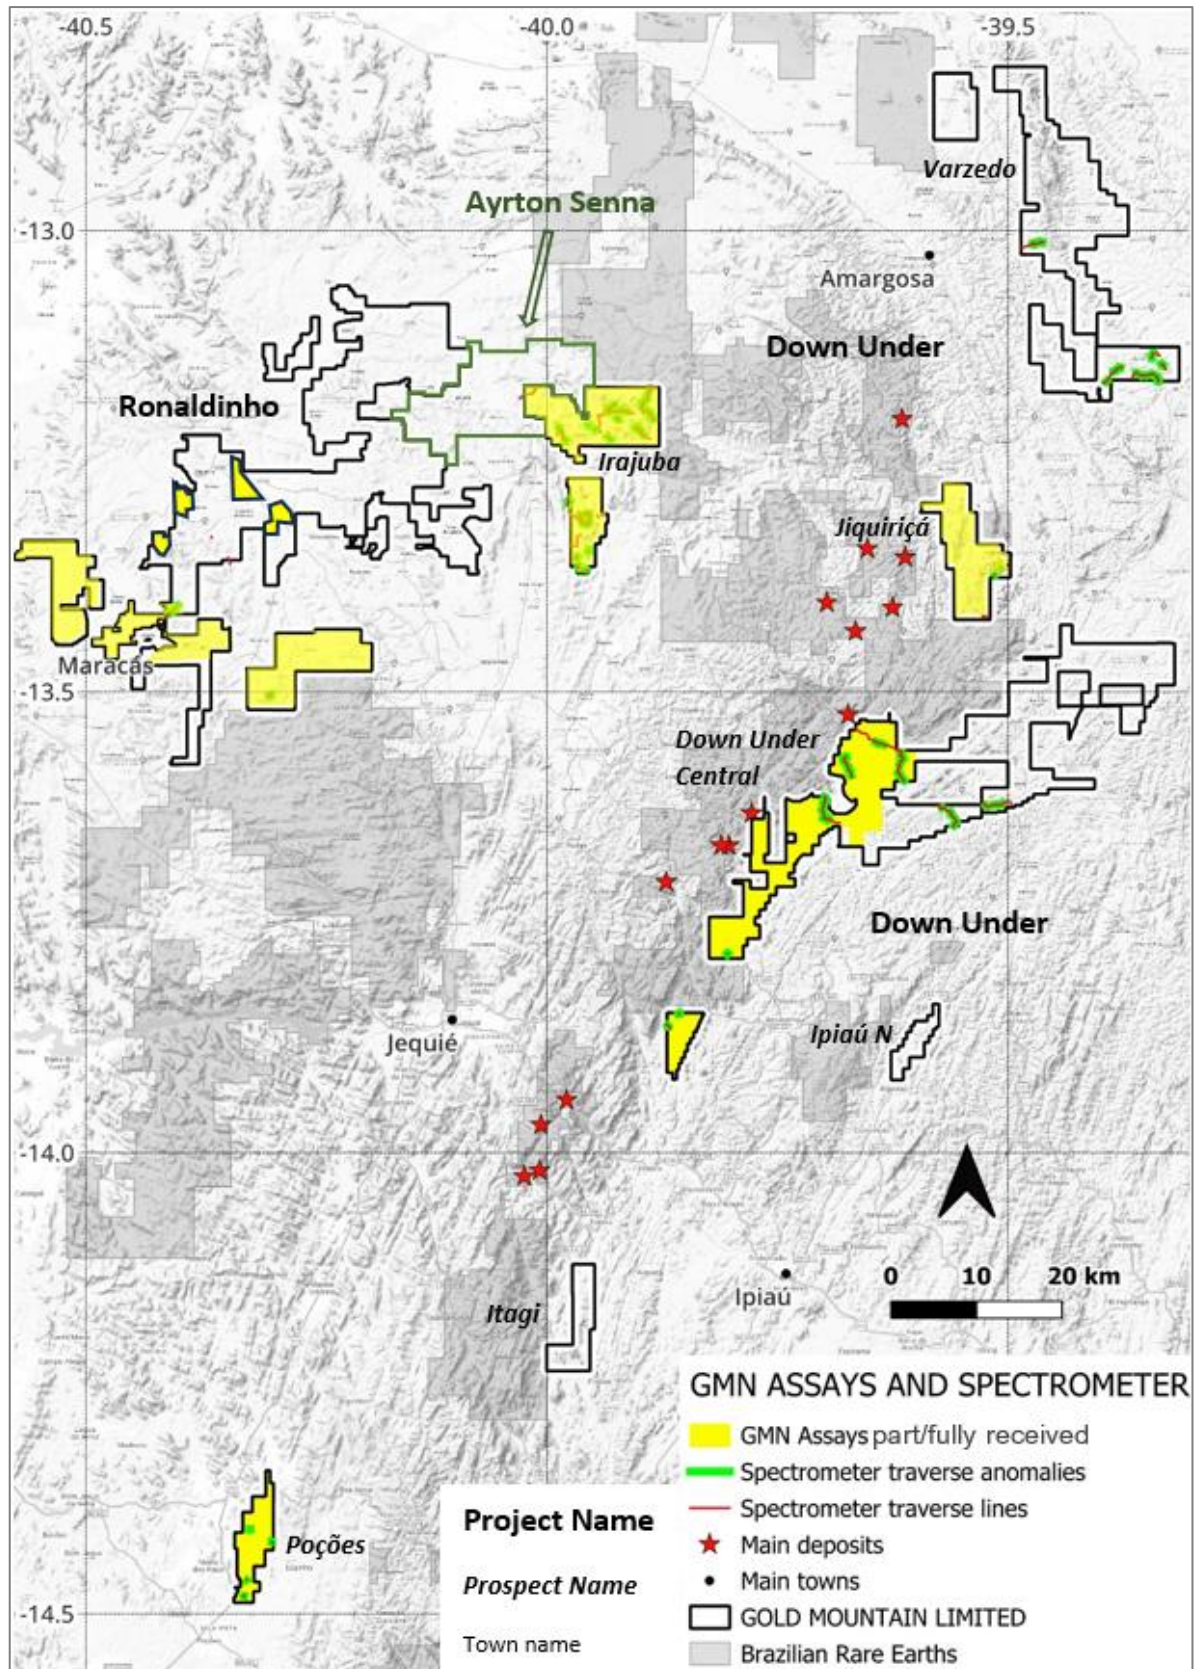 -40.5
-40.0
-39.5
Varzedo
Ayrton Senna
-13.0
Amargosa
Down Under
Ronaldinho
Irajuba
Jiquiriçá
Maracás
-13.5
Down Under
Central
Down Under
Ipiaú N
Jequié
-14.0
0 10 20 km
Ipiaú
Itagi
GMN ASSAYS AND SPECTROMETER
GMN Assays part/fully received
Spectrometer traverse anomalies
Spectrometer traverse lines
Project Name
Main deposits
Poções
Main towns
Prospect Name
GOLD MOUNTAIN LIMITED
-14.5
Town name
Brazilian Rare Earths